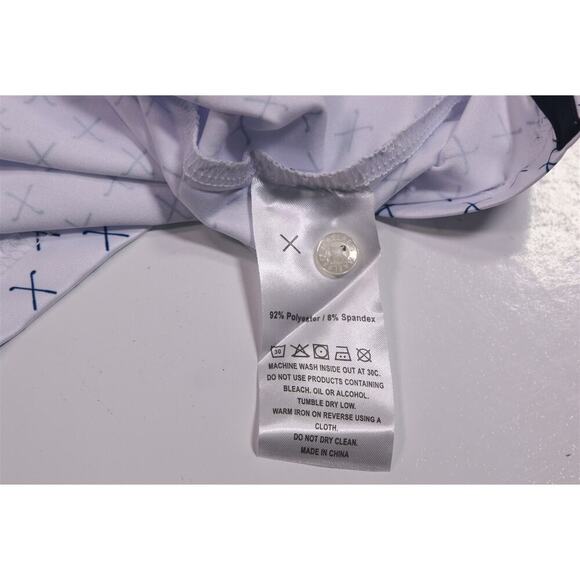 92% Polyester / 8% Spandex
30
MACHINE WASH INSIDE OUT AT 30C.
DO NOT USE PRODUCTS CONTAINING
BLEACH. OIL OR ALCOHOL.
TUMBLE DRY LOW.
WARM IRON ON REVERSE USING A
CLOTH.
DO NOT DRY CLEAN.
MADE IN CHINA